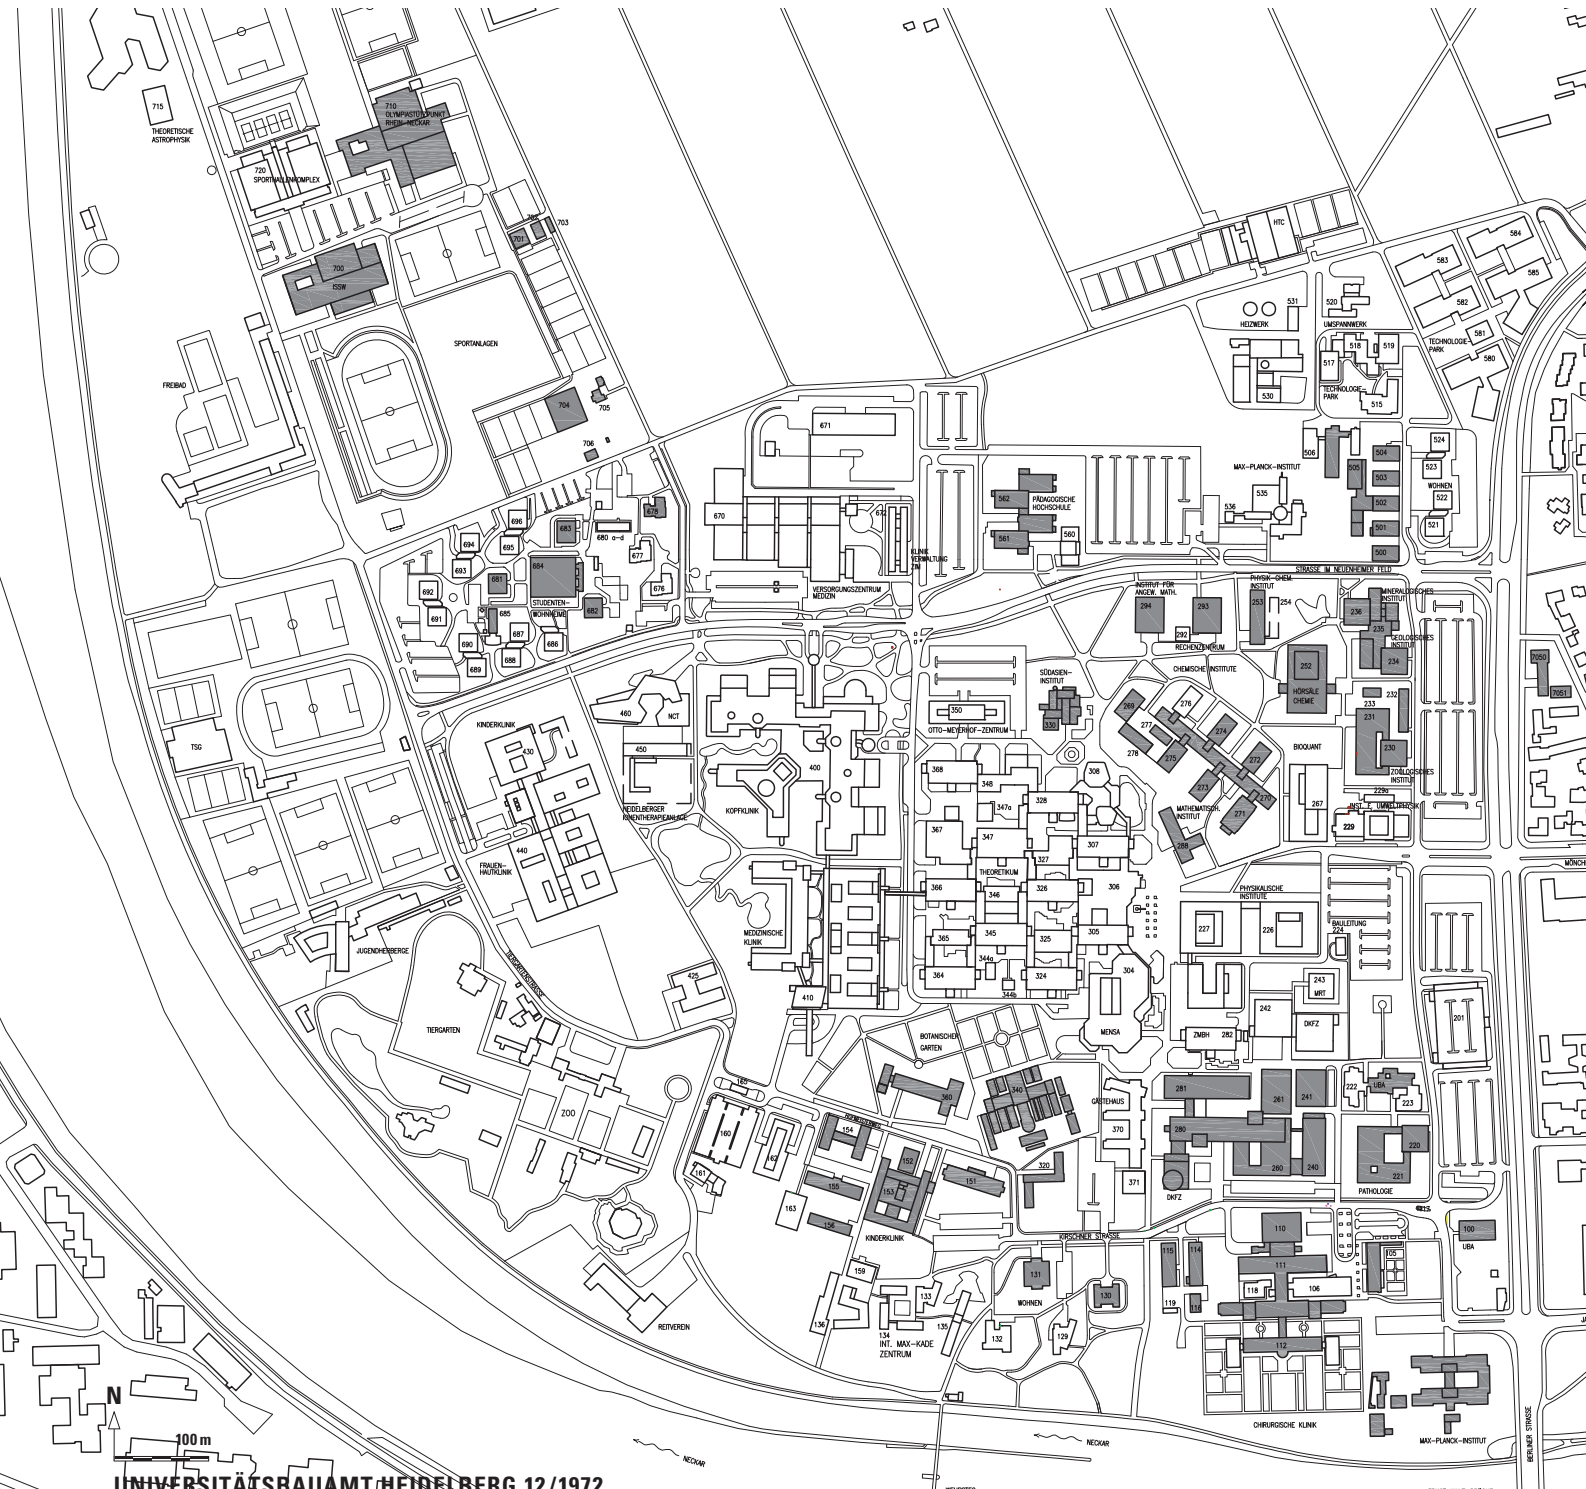 715
THEORETISCHE
ASTROPHYSIK
710
OLYMPIASTÜTZPUNKT
RHEIN-NECKAR
720
SPORTHALLENKOMPLEX
702
703
701
700
ISSW
SPORTANLAGEN
FREIBAD
704
705
706
HTC
584
583
585
582
581
580
TECHNOLOGIE-
PARK
531
520
HEIZWERK
UMSPANNWERK
518
519
517
530
TECHNOLOGIE-
PARK
515
671
506
504
524
505
503
523
WOHNEN
502
522
501
521
500
MAX-PLANCK-INSTITUT
535
536
562
PÄDAGOGISCHE
HOCHSCHULE
561
560
670
672
KLINIK
VERWALTUNG
ZIM
VERSORGUNGSZENTRUM
MEDIZIN
696
683
680 a-d
678
694
695
677
693
684
681
676
692
STUDENTEN-
WOHNHEIME
682
691
685
687
690
686
688
689
STRASSE IM NEUENHEIMER FELD
INSTITUT FÜR
ANGEW. MATH.
294
293
292
RECHENZENTRUM
PHYSIK-CHEM.
INSTITUT
253
254
MINERALOGISCHES
INSTITUT
236
235
GEOLOGISCHES
INSTITUT
234
CHEMISCHE INSTITUTE
252
HÖRSÄLE
CHEMIE
232
233
231
230
ZOOLOGISCHES
INSTITUT
229a
INST. F. UMWELTPHYSIK
229
BIOQUANT
267
7050
7051
SÜDASIEN-
INSTITUT
330
350
OTTO-MEYERHOF-ZENTRUM
269
276
277
274
278
275
272
273
270
271
MATHEMATISCH.
INSTITUT
288
460
NCT
450
HEIDELBERGER
IONENTHERAPIEANLAGE
400
KOPFKLINIK
KINDERKLINIK
430
440
FRAUEN-
HAUTKLINIK
TSG
368
348
308
347a
328
367
347
307
327
THEORETIKUM
366
346
326
306
365
345
325
305
344a
364
324
304
344b
MENSA
MEDIZINISCHE
KLINIK
410
425
JUGENDHERBERGE
TIERGARTENSTRASSE
TIERGARTEN
ZOO
PHYSIKALISCHE
INSTITUTE
227
226
BAULEITUNG
224
243
MRT
242
DKFZ
ZMBH
282
201
MÖNCH
BOTANISCHER
GARTEN
360
340
GÄSTEHAUS
370
371
320
281
261
241
280
260
240
DKFZ
222
UBA
223
220
221
PATHOLOGIE
165
160
161
162
163
154
155
156
152
153
151
KINDERKLINIK
KIRSCHNER STRASSE
159
136
133
134
135
INT. MAX-KADE
ZENTRUM
131
WOHNEN
130
132
129
115
114
119
116
110
111
118
106
105
112
100
UBA
CHIRURGISCHE KLINIK
MAX-PLANCK-INSTITUT
BERLINER STRASSE
REITVEREIN
N
100 m
NECKAR
NECKAR
UNIVERSITÄTSBAUAMT HEIDELBERG 12/1972